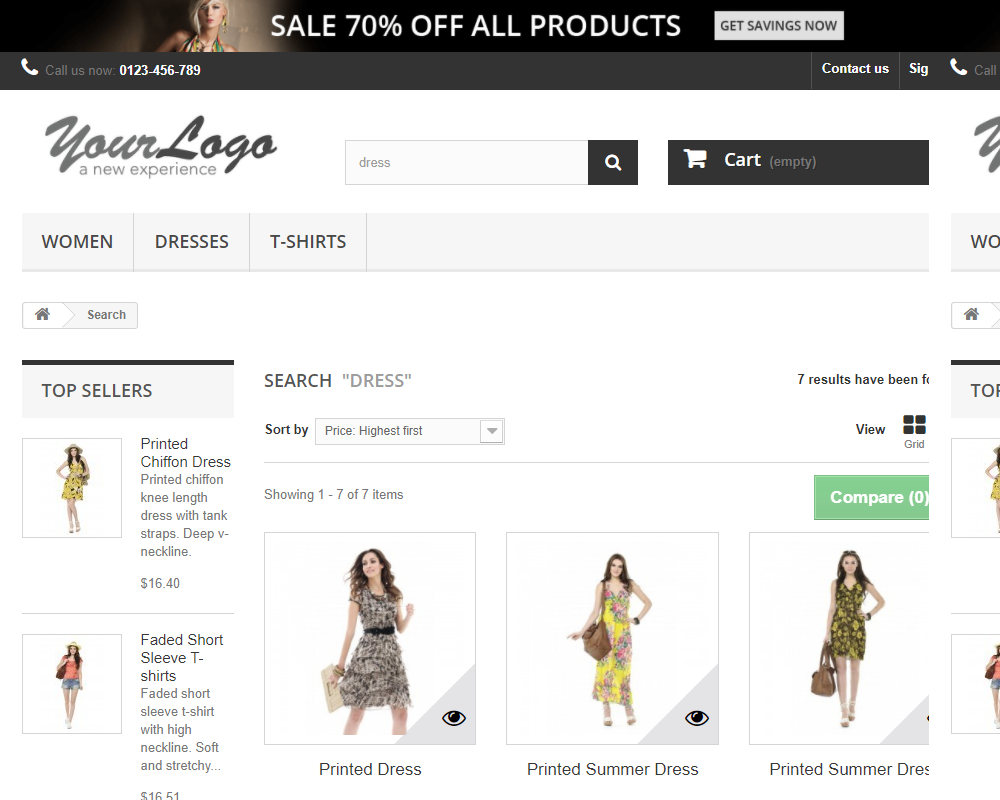 SALE 70% OFF ALL PRODUCTS
GET SAVINGS NOW
Call us now: 0123-456-789
Contact us
Sig
Call
YourLogo
a new experience
dress
Cart (empty)
WOMEN
DRESSES
T-SHIRTS
WO
Search
TOP SELLERS
SEARCH "DRESS"
7 results have been fo
TOP
Sort by
Price: Highest first
View
Grid
Showing 1 - 7 of 7 items
Compare (0)
Printed
Chiffon Dress
Printed chiffon
knee length
dress with tank
straps. Deep v-
neckline.
$16.40
Faded Short
Sleeve T-
shirts
Faded short
sleeve t-shirt
with high
neckline. Soft
and stretchy...
$16.51
Printed Dress
Printed Summer Dress
Printed Summer Dres